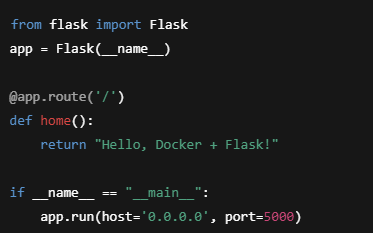 from flask import Flask
app = Flask(__name__)

@app.route('/')
def home():
    return "Hello, Docker + Flask!"

if __name__ == "__main__":
    app.run(host='0.0.0.0', port=5000)